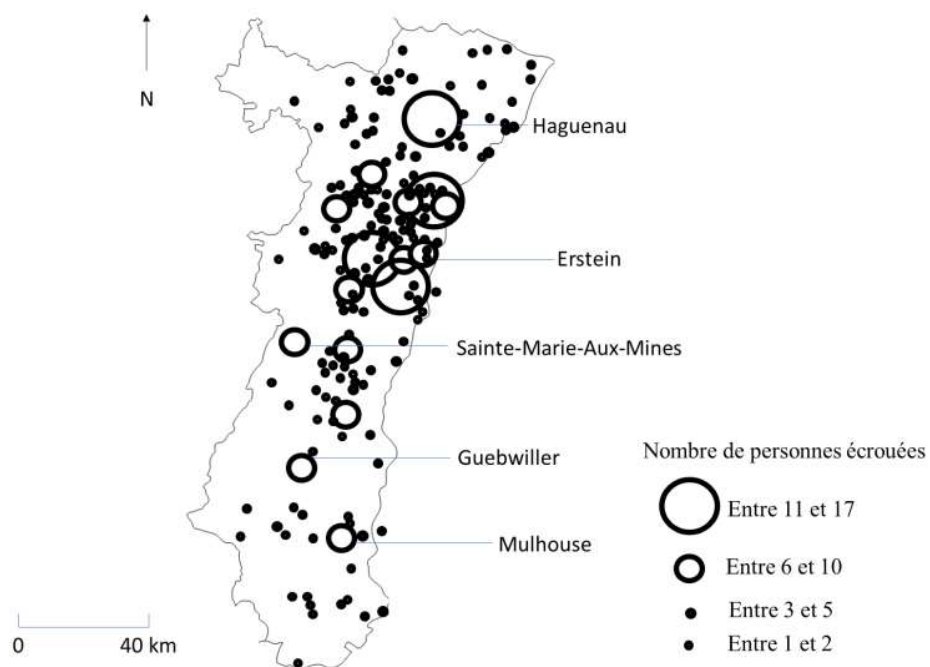 N
Haguenau
Erstein
Sainte-Marie-Aux-Mines
Guebwiller
Nombre de personnes écrouées
Entre 11 et 17
Mulhouse
Entre 6 et 10
Entre 3 et 5
0 40 km
Entre 1 et 2